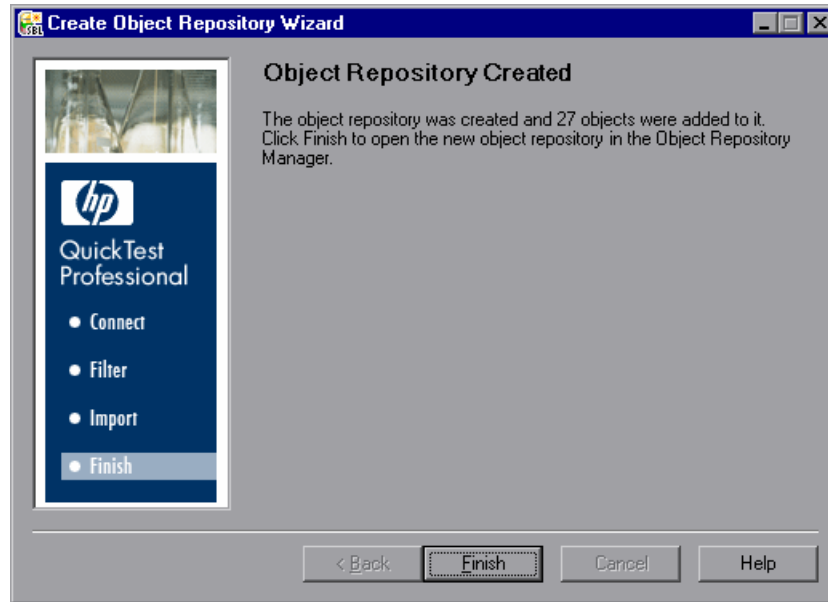 SBL
Create Object Repository Wizard
Object Repository Created
The object repository was created and 27 objects were added to it.
Click Finish to open the new object repository in the Object Repository
Manager.
hp
QuickTest
Professional
Connect
Filter
Import
Finish
< Back
Finish
Cancel
Help